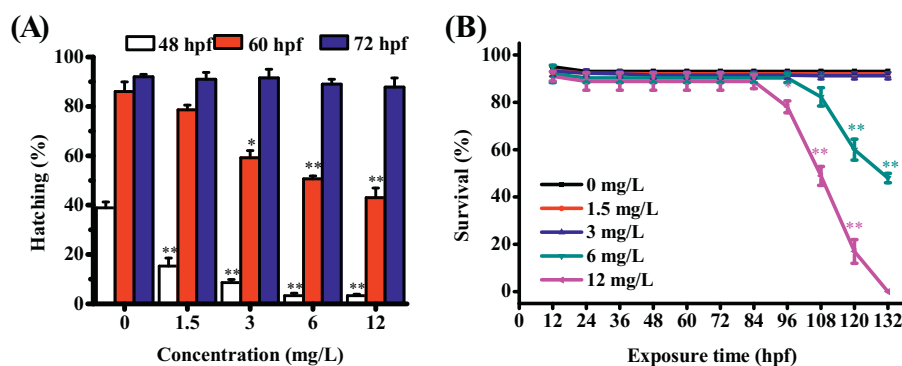 (A)
48 hpf 60 hpf 72 hpf
100
80
60
40
20
0
Hatching (%)
** * ** ** ** ** **
0 1.5 3 6 12
Concentration (mg/L)
(B)
100
80
60
40
20
0
Survival (%)
* ** ** ** ** **
0 mg/L
1.5 mg/L
3 mg/L
6 mg/L
12 mg/L
0 12 24 36 48 60 72 84 96 108 120 132
Exposure time (hpf)